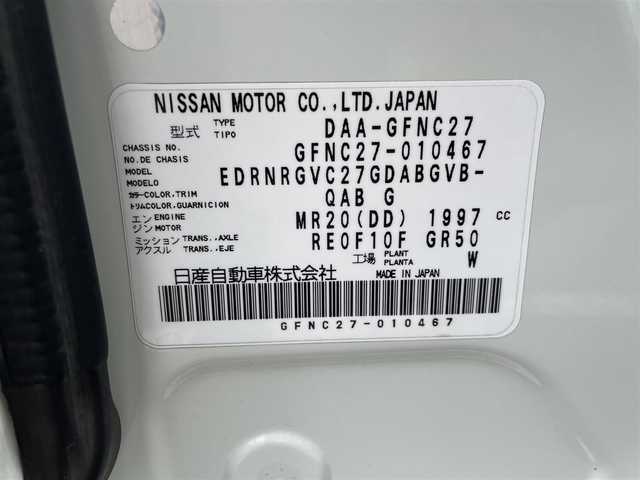 NISSAN MOTOR CO.,LTD.JAPAN
型式 TYPE TIPO DAA-GFNC27
CHASSIS NO. NO.DE CHASIS GFNC27-010467
MODEL MODELO EDRNRGVC27GDABGVB-
カラー COLOR,TRIM トリム COLOR,GUARNICION QAB G
エンジン ENGINE MOTOR MR20(DD) 1997 CC
ミッション TRANS.,AXLE アクスル TRANS.,EJE RE0F10F GR50
工場 PLANT PLANTA W
日産自動車株式会社 MADE IN JAPAN
GFNC27-010467